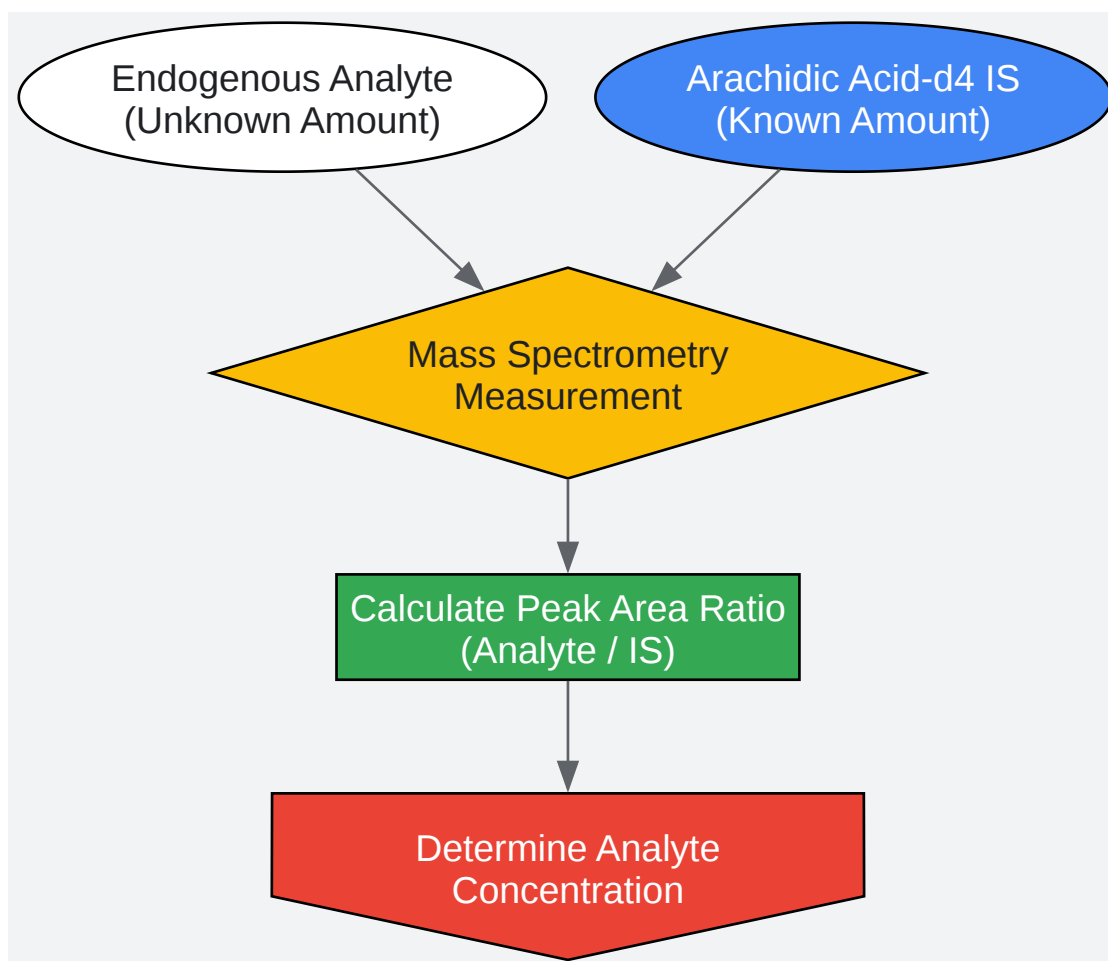 Endogenous Analyte
(Unknown Amount)
Arachidic Acid-d4 IS
(Known Amount)
Mass Spectrometry
Measurement
Calculate Peak Area Ratio
(Analyte / IS)
Determine Analyte
Concentration